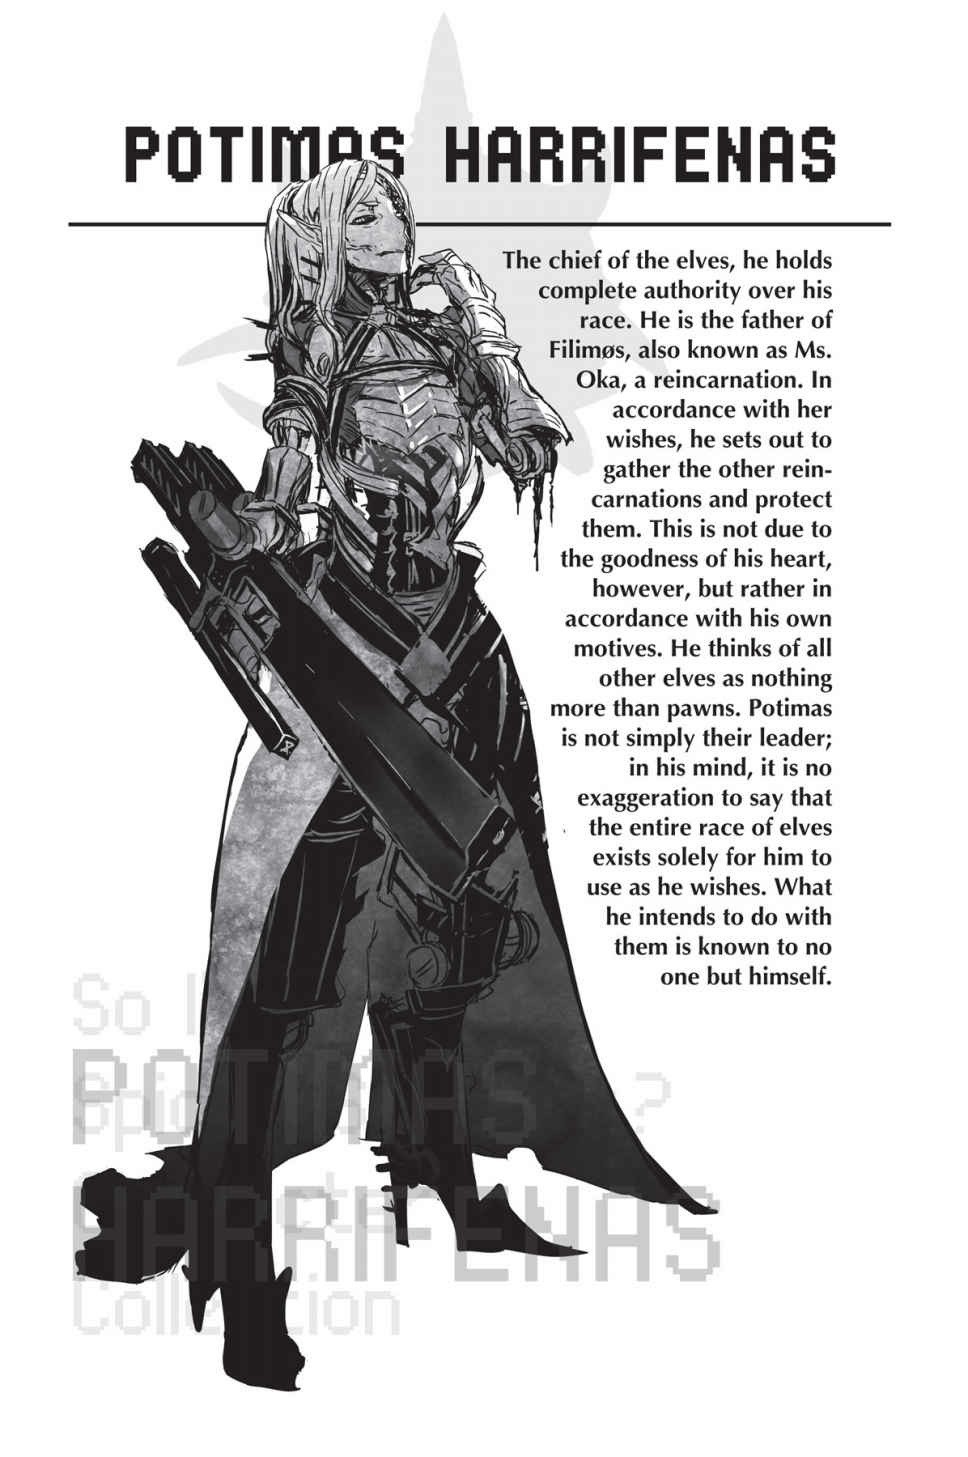 POTIMAS HARRIFENAS
The chief of the elves, he holds
complete authority over his
race. He is the father of
Filimøs, also known as Ms.
Oka, a reincarnation. In
accordance with her
wishes, he sets out to
gather the other rein-
carnations and protect
them. This is not due to
the goodness of his heart,
however, but rather in
accordance with his own
motives. He thinks of all
other elves as nothing
more than pawns. Potimas
is not simply their leader;
in his mind, it is no
exaggeration to say that
the entire race of elves
exists solely for him to
use as he wishes. What
he intends to do with
them is known to no
one but himself.
So I
POTIMAS
?
HARRIFENAS
Collection